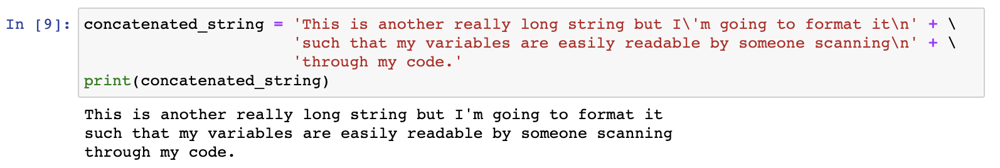 In [9]: concatenated_string = 'This is another really long string but I\'m going to format it\n' + \
'such that my variables are easily readable by someone scanning\n' + \
'through my code.'
print(concatenated_string)
This is another really long string but I'm going to format it
such that my variables are easily readable by someone scanning
through my code.